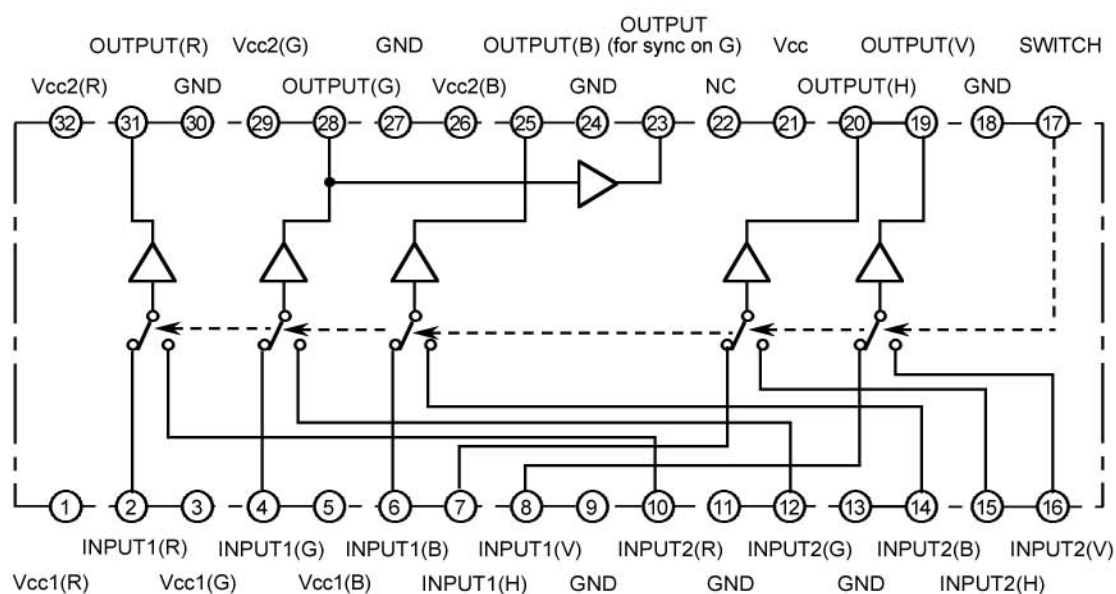 OUTPUT
OUTPUT(R) Vcc2(G) GND OUTPUT(B) (for sync on G) Vcc OUTPUT(V) SWITCH
Vcc2(R) GND OUTPUT(G) Vcc2(B) GND NC OUTPUT(H) GND
32 31 30 29 28 27 26 25 24 23 22 21 20 19 18 17
1 2 3 4 5 6 7 8 9 10 11 12 13 14 15 16
INPUT1(R) INPUT1(G) INPUT1(B) INPUT1(V) INPUT2(R) INPUT2(G) INPUT2(B) INPUT2(V)
Vcc1(R) Vcc1(G) Vcc1(B) INPUT1(H) GND GND GND INPUT2(H)